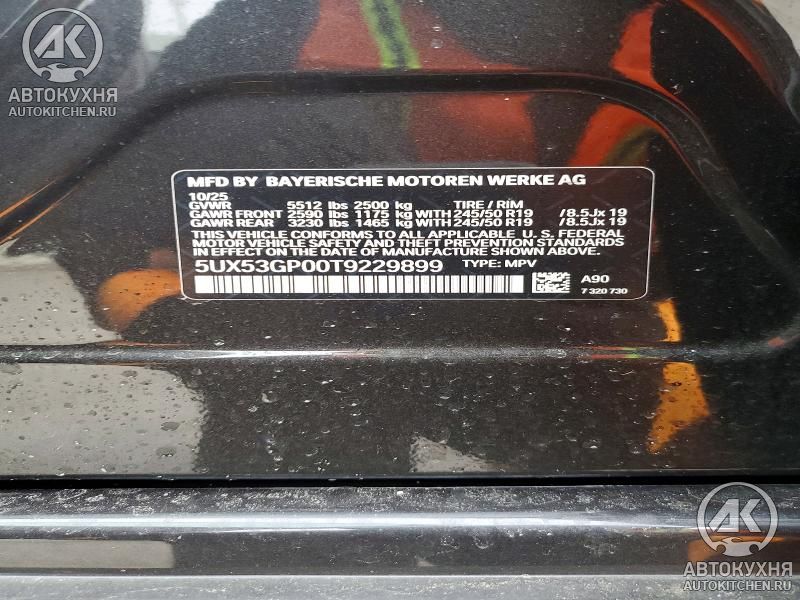 AK
АВТОКУХНЯ
AUTOKITCHEN.RU
MFD BY BAYERISCHE MOTOREN WERKE AG
10/25
GVWR 5512 lbs 2500 kg TIRE / RIM
GAWR FRONT 2590 lbs 1175 kg WITH 245/50 R19 /8.5Jx 19
GAWR REAR 3230 lbs 1465 kg WITH 245/50 R19 /8.5Jx 19
THIS VEHICLE CONFORMS TO ALL APPLICABLE U. S. FEDERAL
MOTOR VEHICLE SAFETY AND THEFT PREVENTION STANDARDS
IN EFFECT ON THE DATE OF MANUFACTURE SHOWN ABOVE.
5UX53GP00T9229899 TYPE: MPV
A90
7 320 730
AK
АВТОКУХНЯ
AUTOKITCHEN.RU